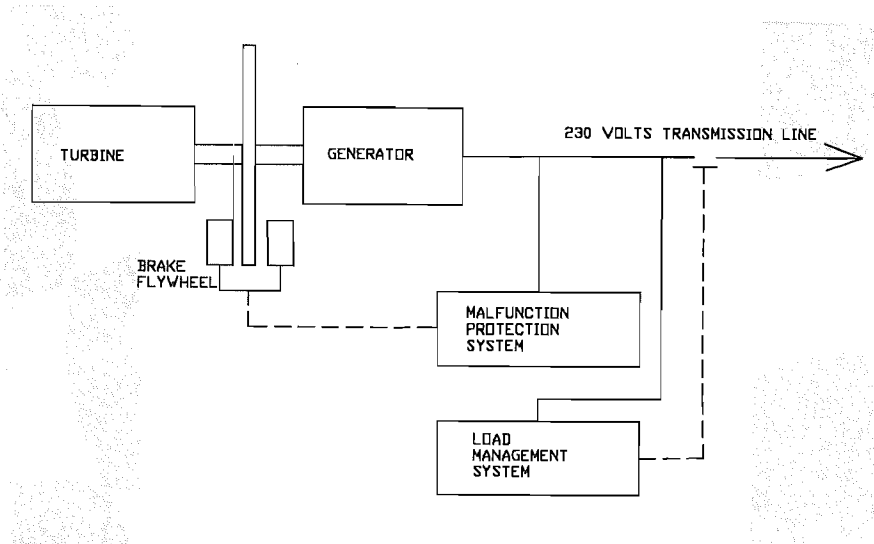 230 VOLTS TRANSMISSION LINE
TURBINE
GENERATOR
BRAKE
FLYWHEEL
MALFUNCTION
PROTECTION
SYSTEM
LOAD
MANAGEMENT
SYSTEM